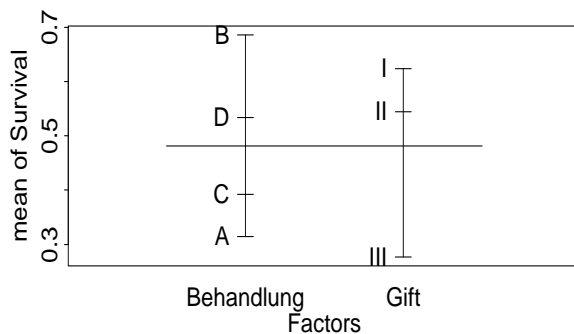 mean of Survival
0.7
0.5
0.3
B
D
C
A
I
II
III
Behandlung
Gift
Factors